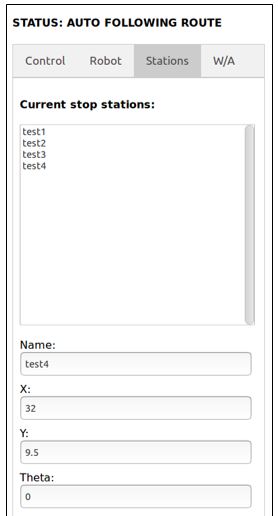 STATUS: AUTO FOLLOWING ROUTE
Control Robot Stations W/A
Current stop stations:
test1
test2
test3
test4
Name:
test4
X:
32
Y:
9.5
Theta:
0